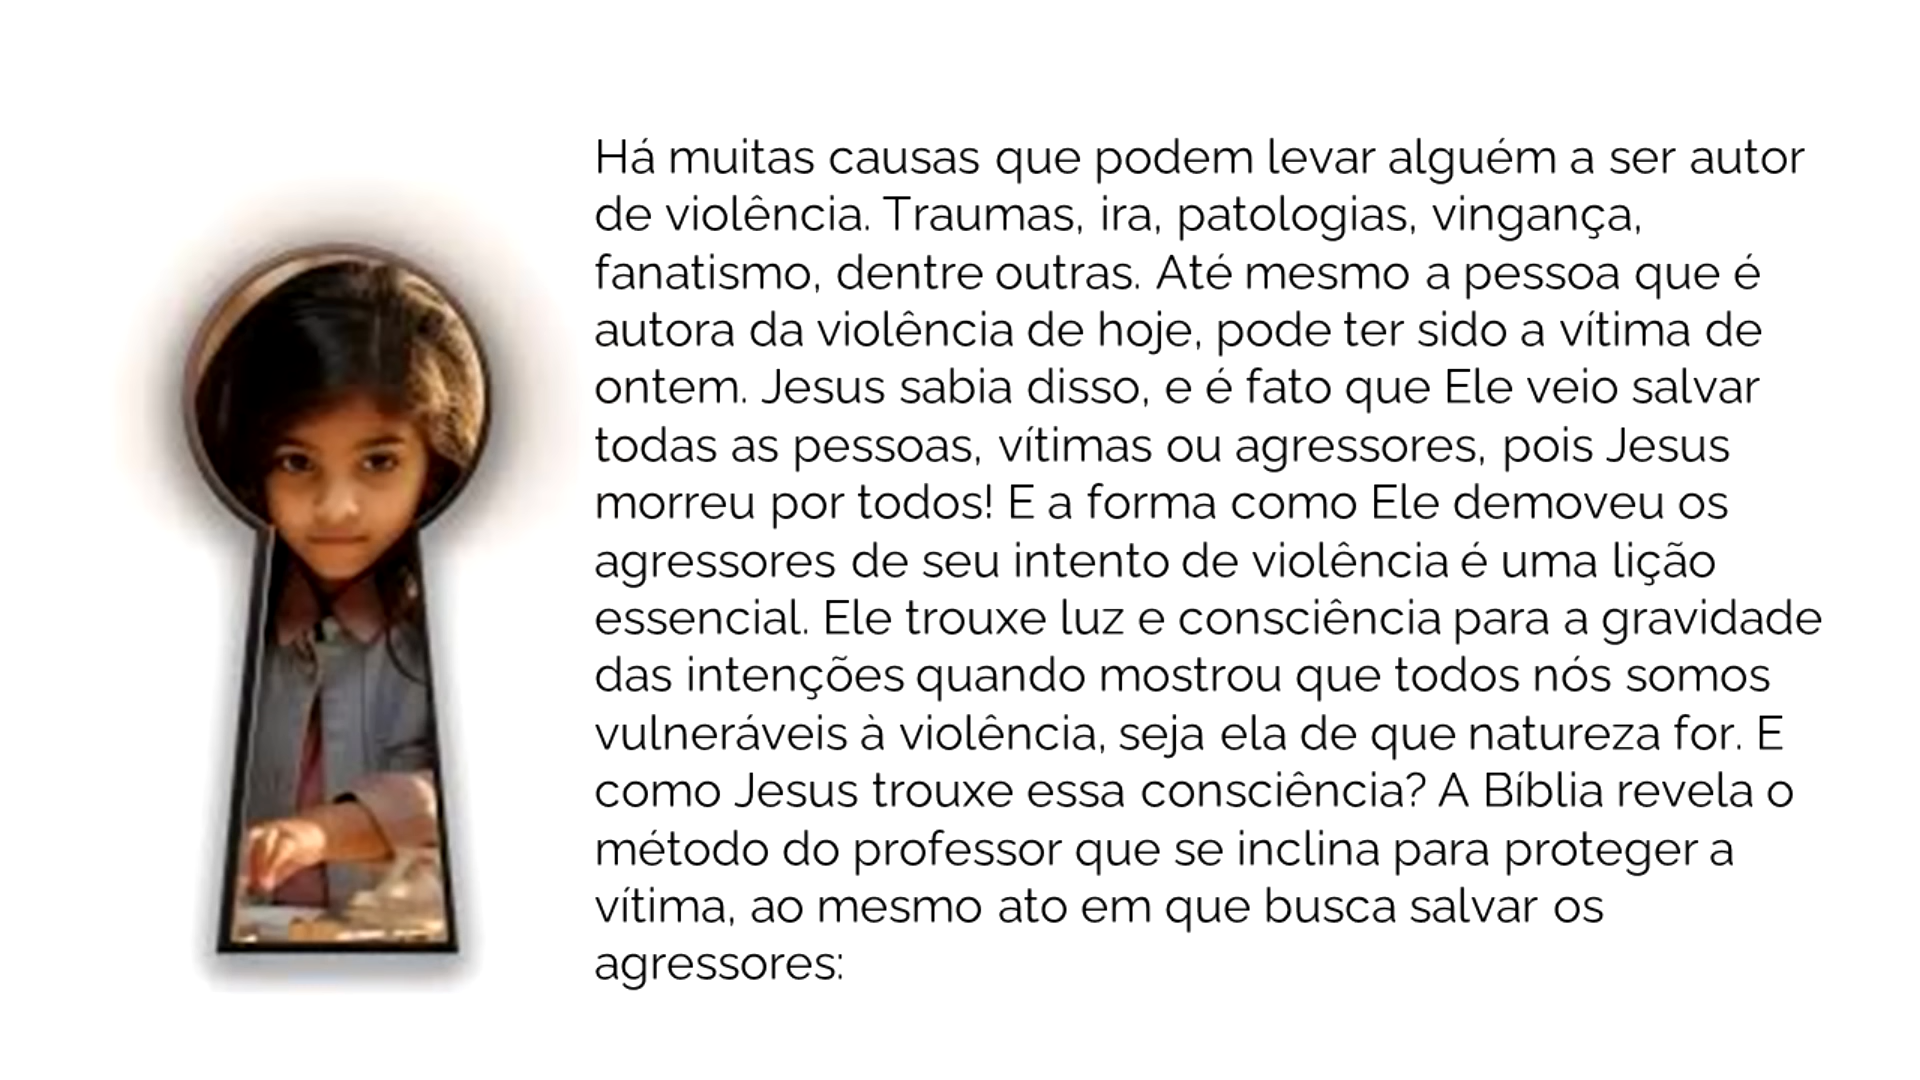 Há muitas causas que podem levar alguém a ser autor
de violência. Traumas, ira, patologias, vingança,
fanatismo, dentre outras. Até mesmo a pessoa que é
autora da violência de hoje, pode ter sido a vítima de
ontem. Jesus sabia disso, e é fato que Ele veio salvar
todas as pessoas, vítimas ou agressores, pois Jesus
morreu por todos! E a forma como Ele demoveu os
agressores de seu intento de violência é uma lição
essencial. Ele trouxe luz e consciência para a gravidade
das intenções quando mostrou que todos nós somos
vulneráveis à violência, seja ela de que natureza for. E
como Jesus trouxe essa consciência? A Bíblia revela o
método do professor que se inclina para proteger a
vítima, ao mesmo ato em que busca salvar os
agressores: